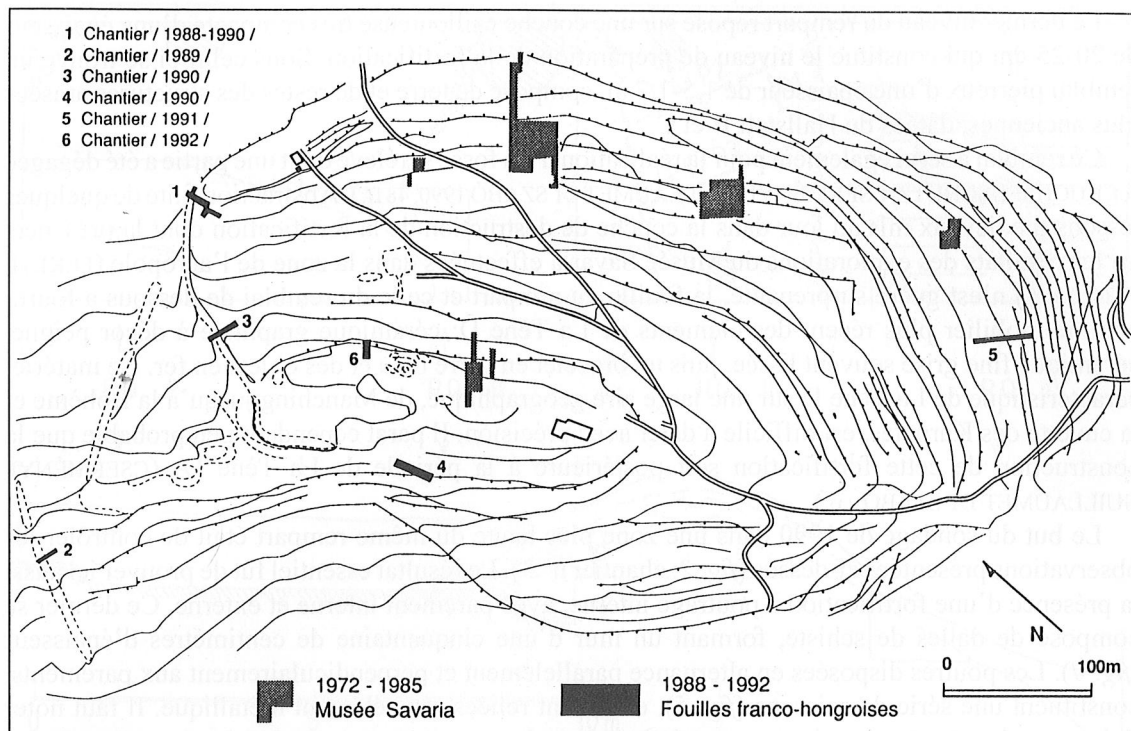 1 Chantier / 1988-1990 /
2 Chantier / 1989 /
3 Chantier / 1990 /
4 Chantier / 1990 /
5 Chantier / 1991 /
6 Chantier / 1992 /
1
3
6
5
4
2
N
0 100m
1972 - 1985
Musée Savaria
1988 - 1992
Fouilles franco-hongroises